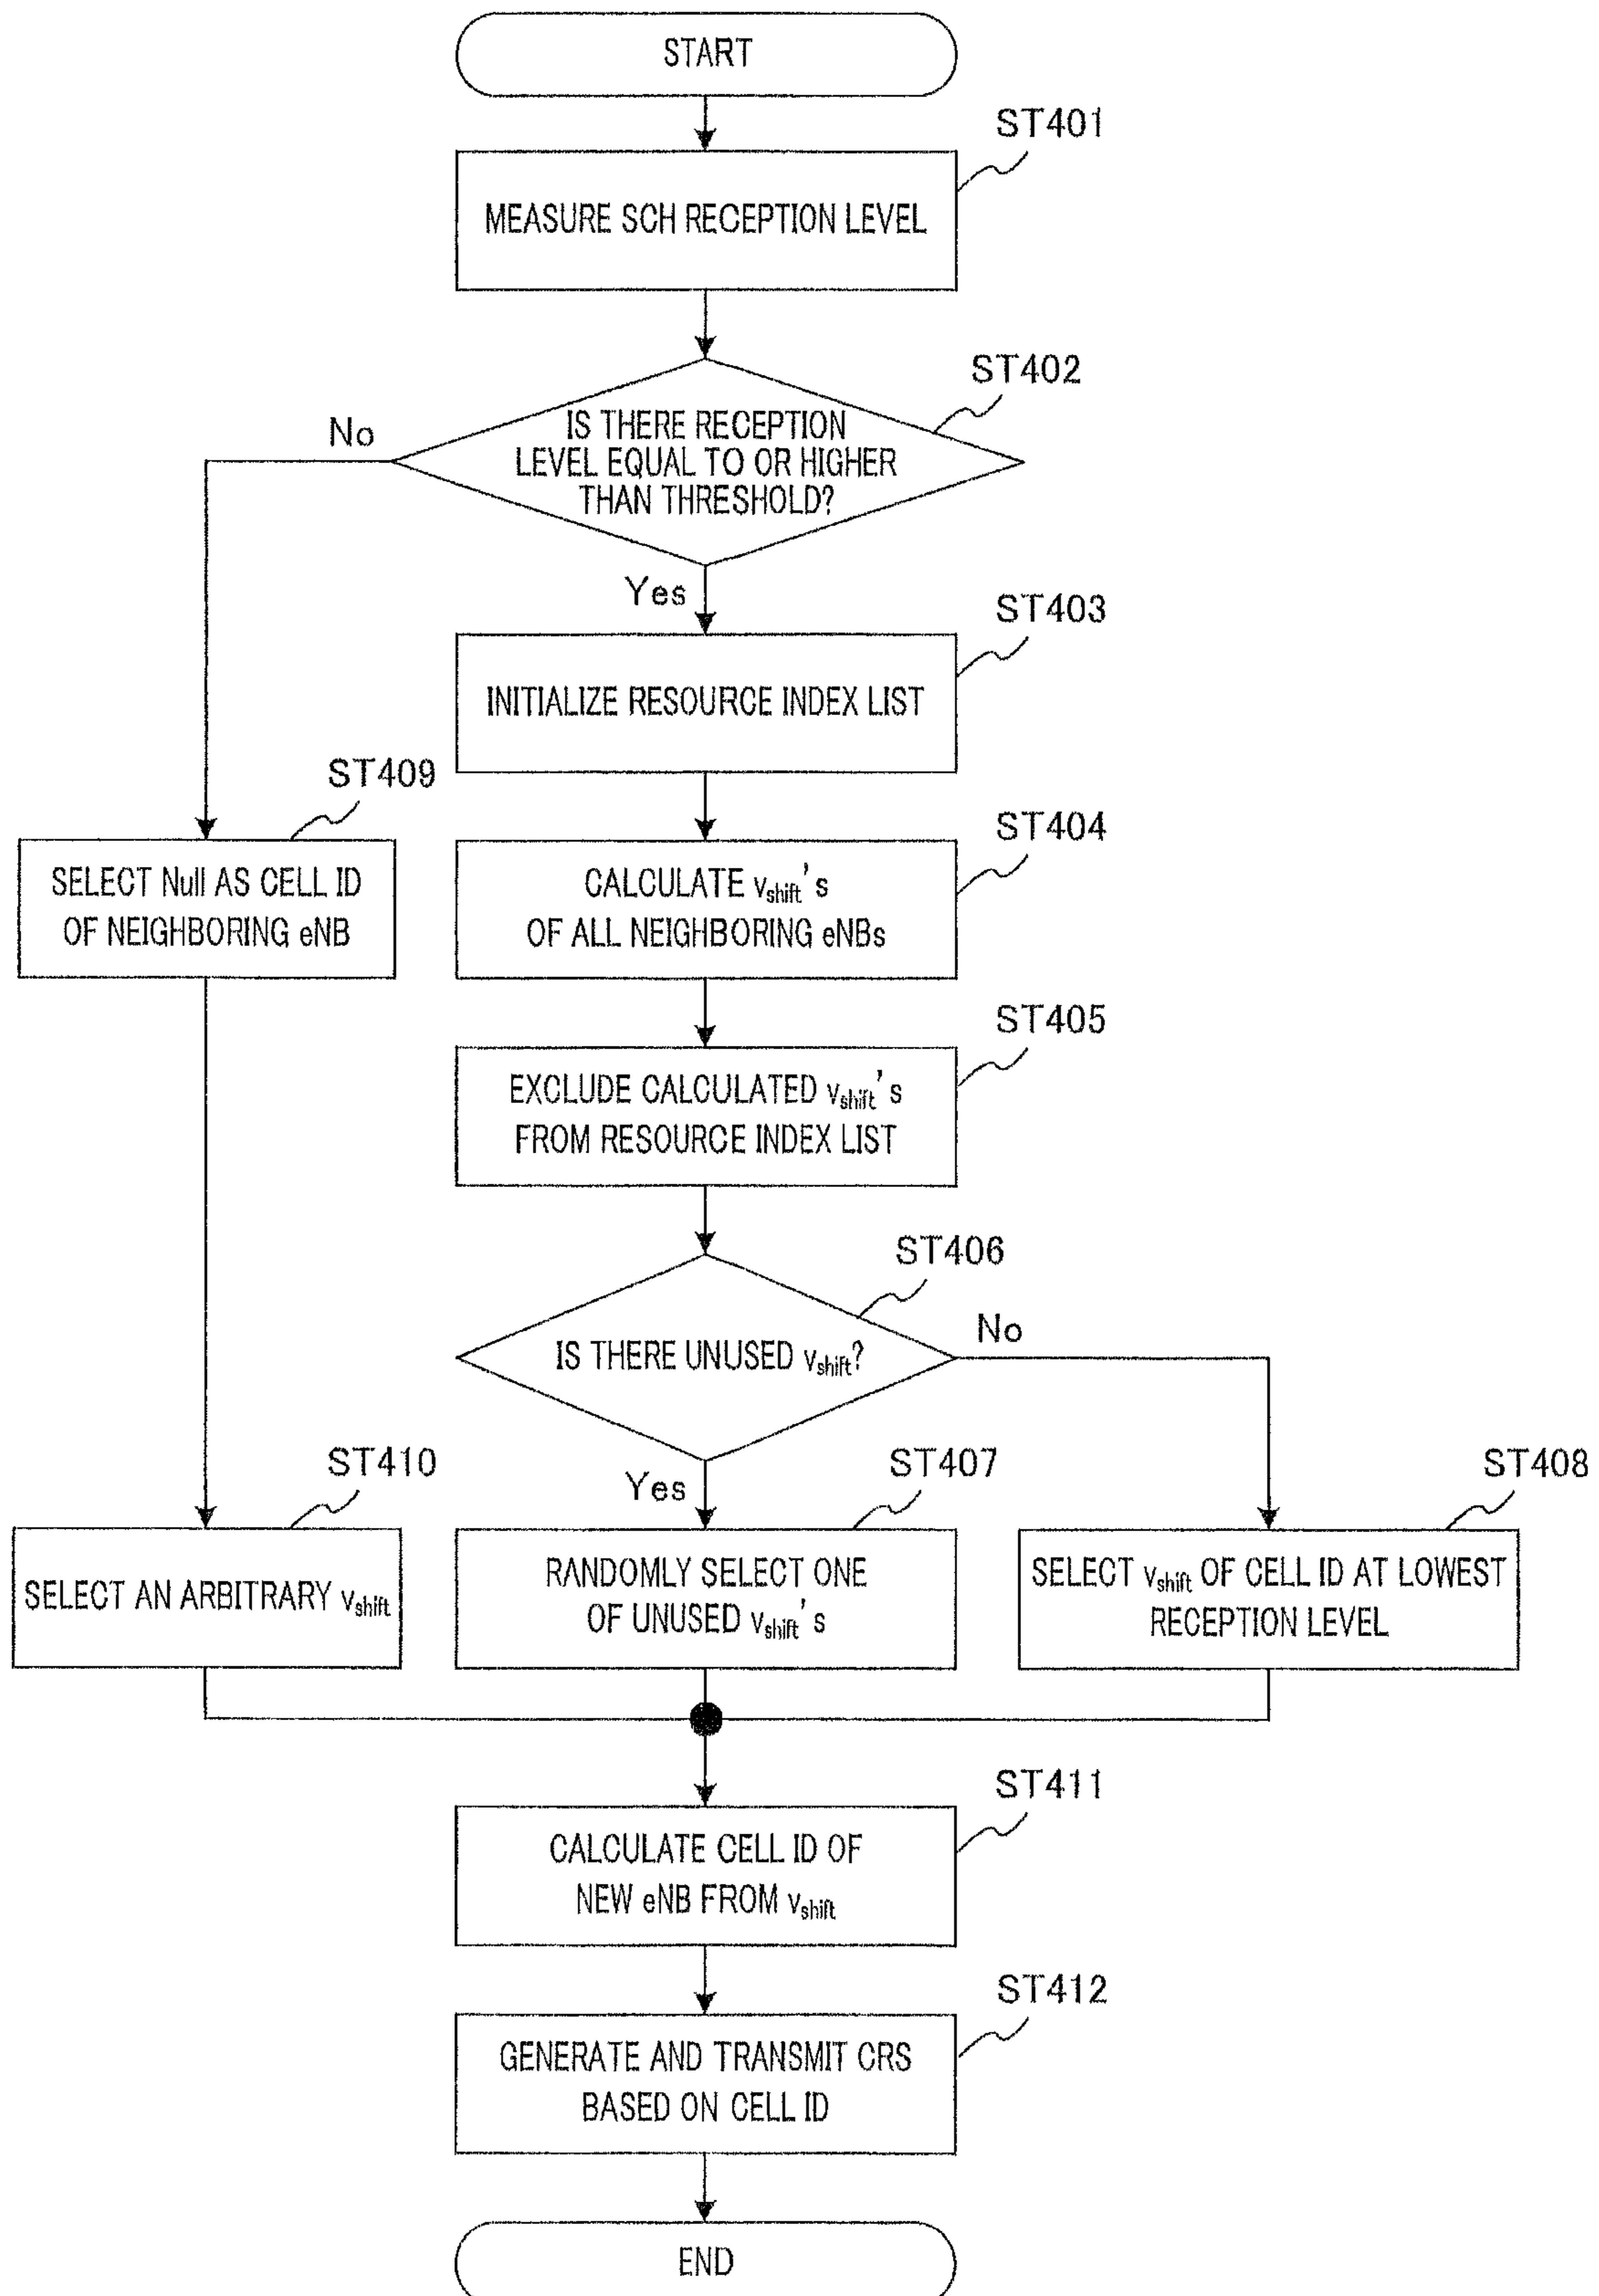 START
ST401
MEASURE SCH RECEPTION LEVEL
ST402
IS THERE RECEPTION
LEVEL EQUAL TO OR HIGHER
THAN THRESHOLD?
No
Yes
ST403
INITIALIZE RESOURCE INDEX LIST
ST409
SELECT Null AS CELL ID
OF NEIGHBORING eNB
ST404
CALCULATE vshift's
OF ALL NEIGHBORING eNBs
ST405
EXCLUDE CALCULATED vshift's
FROM RESOURCE INDEX LIST
ST406
IS THERE UNUSED vshift?
No
Yes
ST410
SELECT AN ARBITRARY vshift
ST407
RANDOMLY SELECT ONE
OF UNUSED vshift's
ST408
SELECT vshift OF CELL ID AT LOWEST
RECEPTION LEVEL
ST411
CALCULATE CELL ID OF
NEW eNB FROM vshift
ST412
GENERATE AND TRANSMIT CRS
BASED ON CELL ID
END